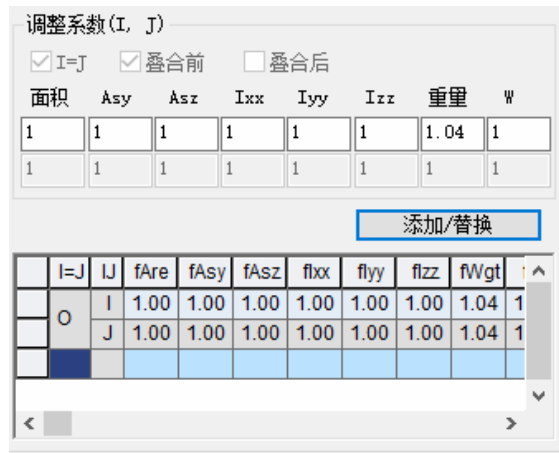 调整系数(I, J)
I=J 叠合前 叠合后
面积 Asy Asz Ixx Iyy Izz 重量 W
1 1 1 1 1 1 1.04 1
1 1 1 1 1 1 1 1
添加/替换
I=J IJ fAre fAsy fAsz fIxx fIyy fIzz fWgt
O I 1.00 1.00 1.00 1.00 1.00 1.00 1.04
J 1.00 1.00 1.00 1.00 1.00 1.00 1.04